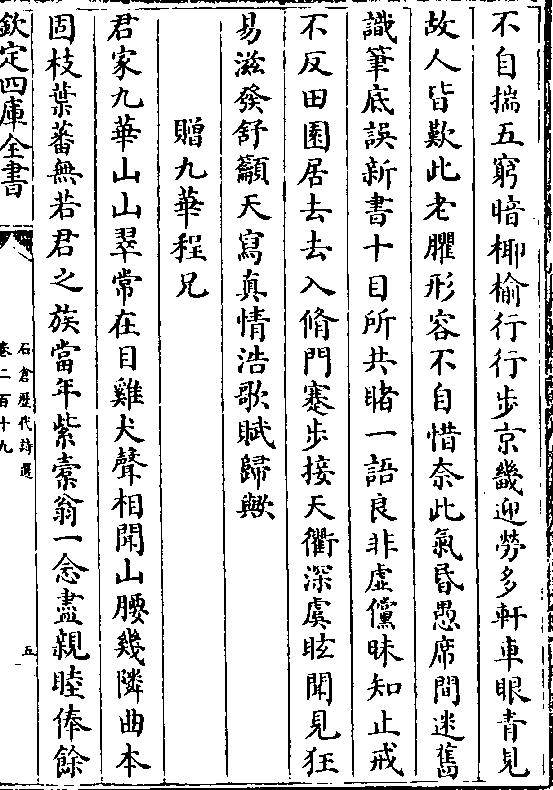 不自揣五窮暗椰榆行行步京畿迎勞多軒車眼青見
故人皆歎此老臞形容不自惜奈此氣昏愚席間迷舊
識筆底誤新書十目所共睹一語良非虛儻昧知止戒
不反田園居去去入脩門蹇步接天衢深虞眩聞見狂
易滋發舒籲天寫真情浩歌賦歸歟
贈九華程兄
君家九華山山翠常在目雞犬聲相聞山腰幾隣曲本
固枝葉蕃無若君之族當年紫橐翁一念盡親睦俸餘
欽定四庫全書
石倉歷代詩選
卷二百十九
五